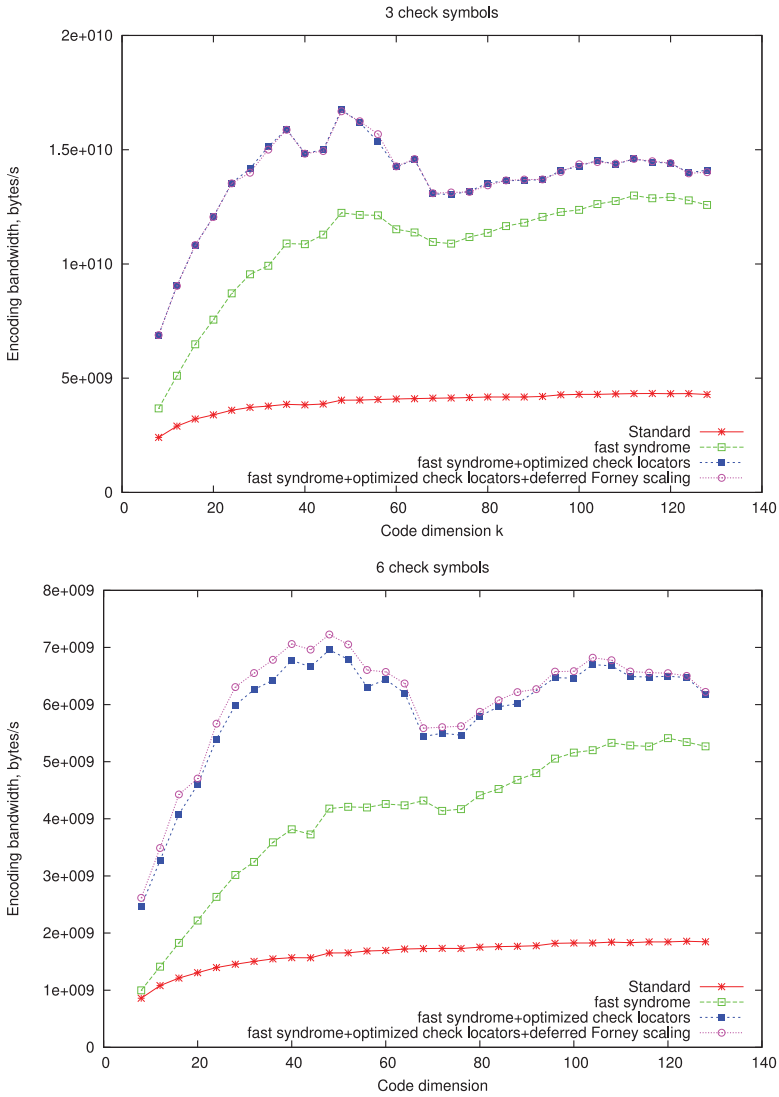 3 check symbols
2e+010
1.5e+010
1e+010
5e+009
0
Encoding bandwidth, bytes/s
Standard
fast syndrome
fast syndrome+optimized check locators
fast syndrome+optimized check locators+deferred Forney scaling
0 20 40 60 80 100 120 140
Code dimension k
6 check symbols
8e+009
7e+009
6e+009
5e+009
4e+009
3e+009
2e+009
1e+009
0
Encoding bandwidth, bytes/s
Standard
fast syndrome
fast syndrome+optimized check locators
fast syndrome+optimized check locators+deferred Forney scaling
0 20 40 60 80 100 120 140
Code dimension